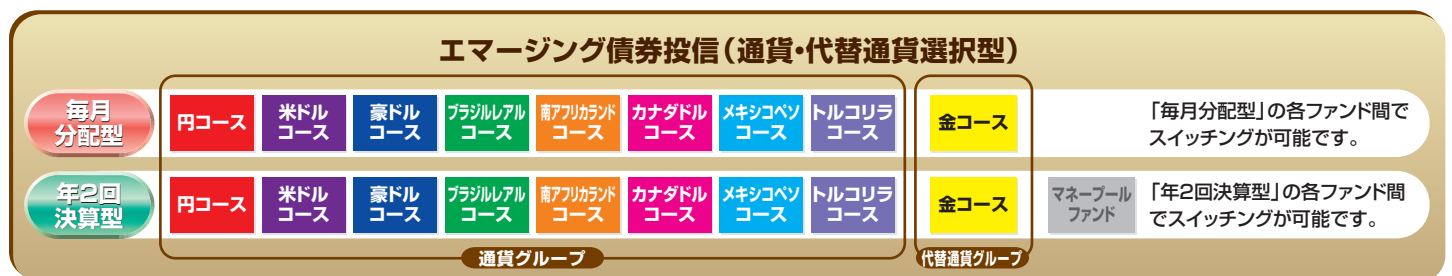 エマージング債券投信(通貨・代替通貨選択型)
毎月
分配型
円コース
米ドル
コース
豪ドル
コース
ブラジルレアル
コース
南アフリカランド
コース
カナダドル
コース
メキシコペソ
コース
トルコリラ
コース
金コース
「毎月分配型」の各ファンド間で
スイッチングが可能です。
年2回
決算型
円コース
米ドル
コース
豪ドル
コース
ブラジルレアル
コース
南アフリカランド
コース
カナダドル
コース
メキシコペソ
コース
トルコリラ
コース
金コース
マネープール
ファンド
「年2回決算型」の各ファンド間
でスイッチングが可能です。
通貨グループ
代替通貨グループ